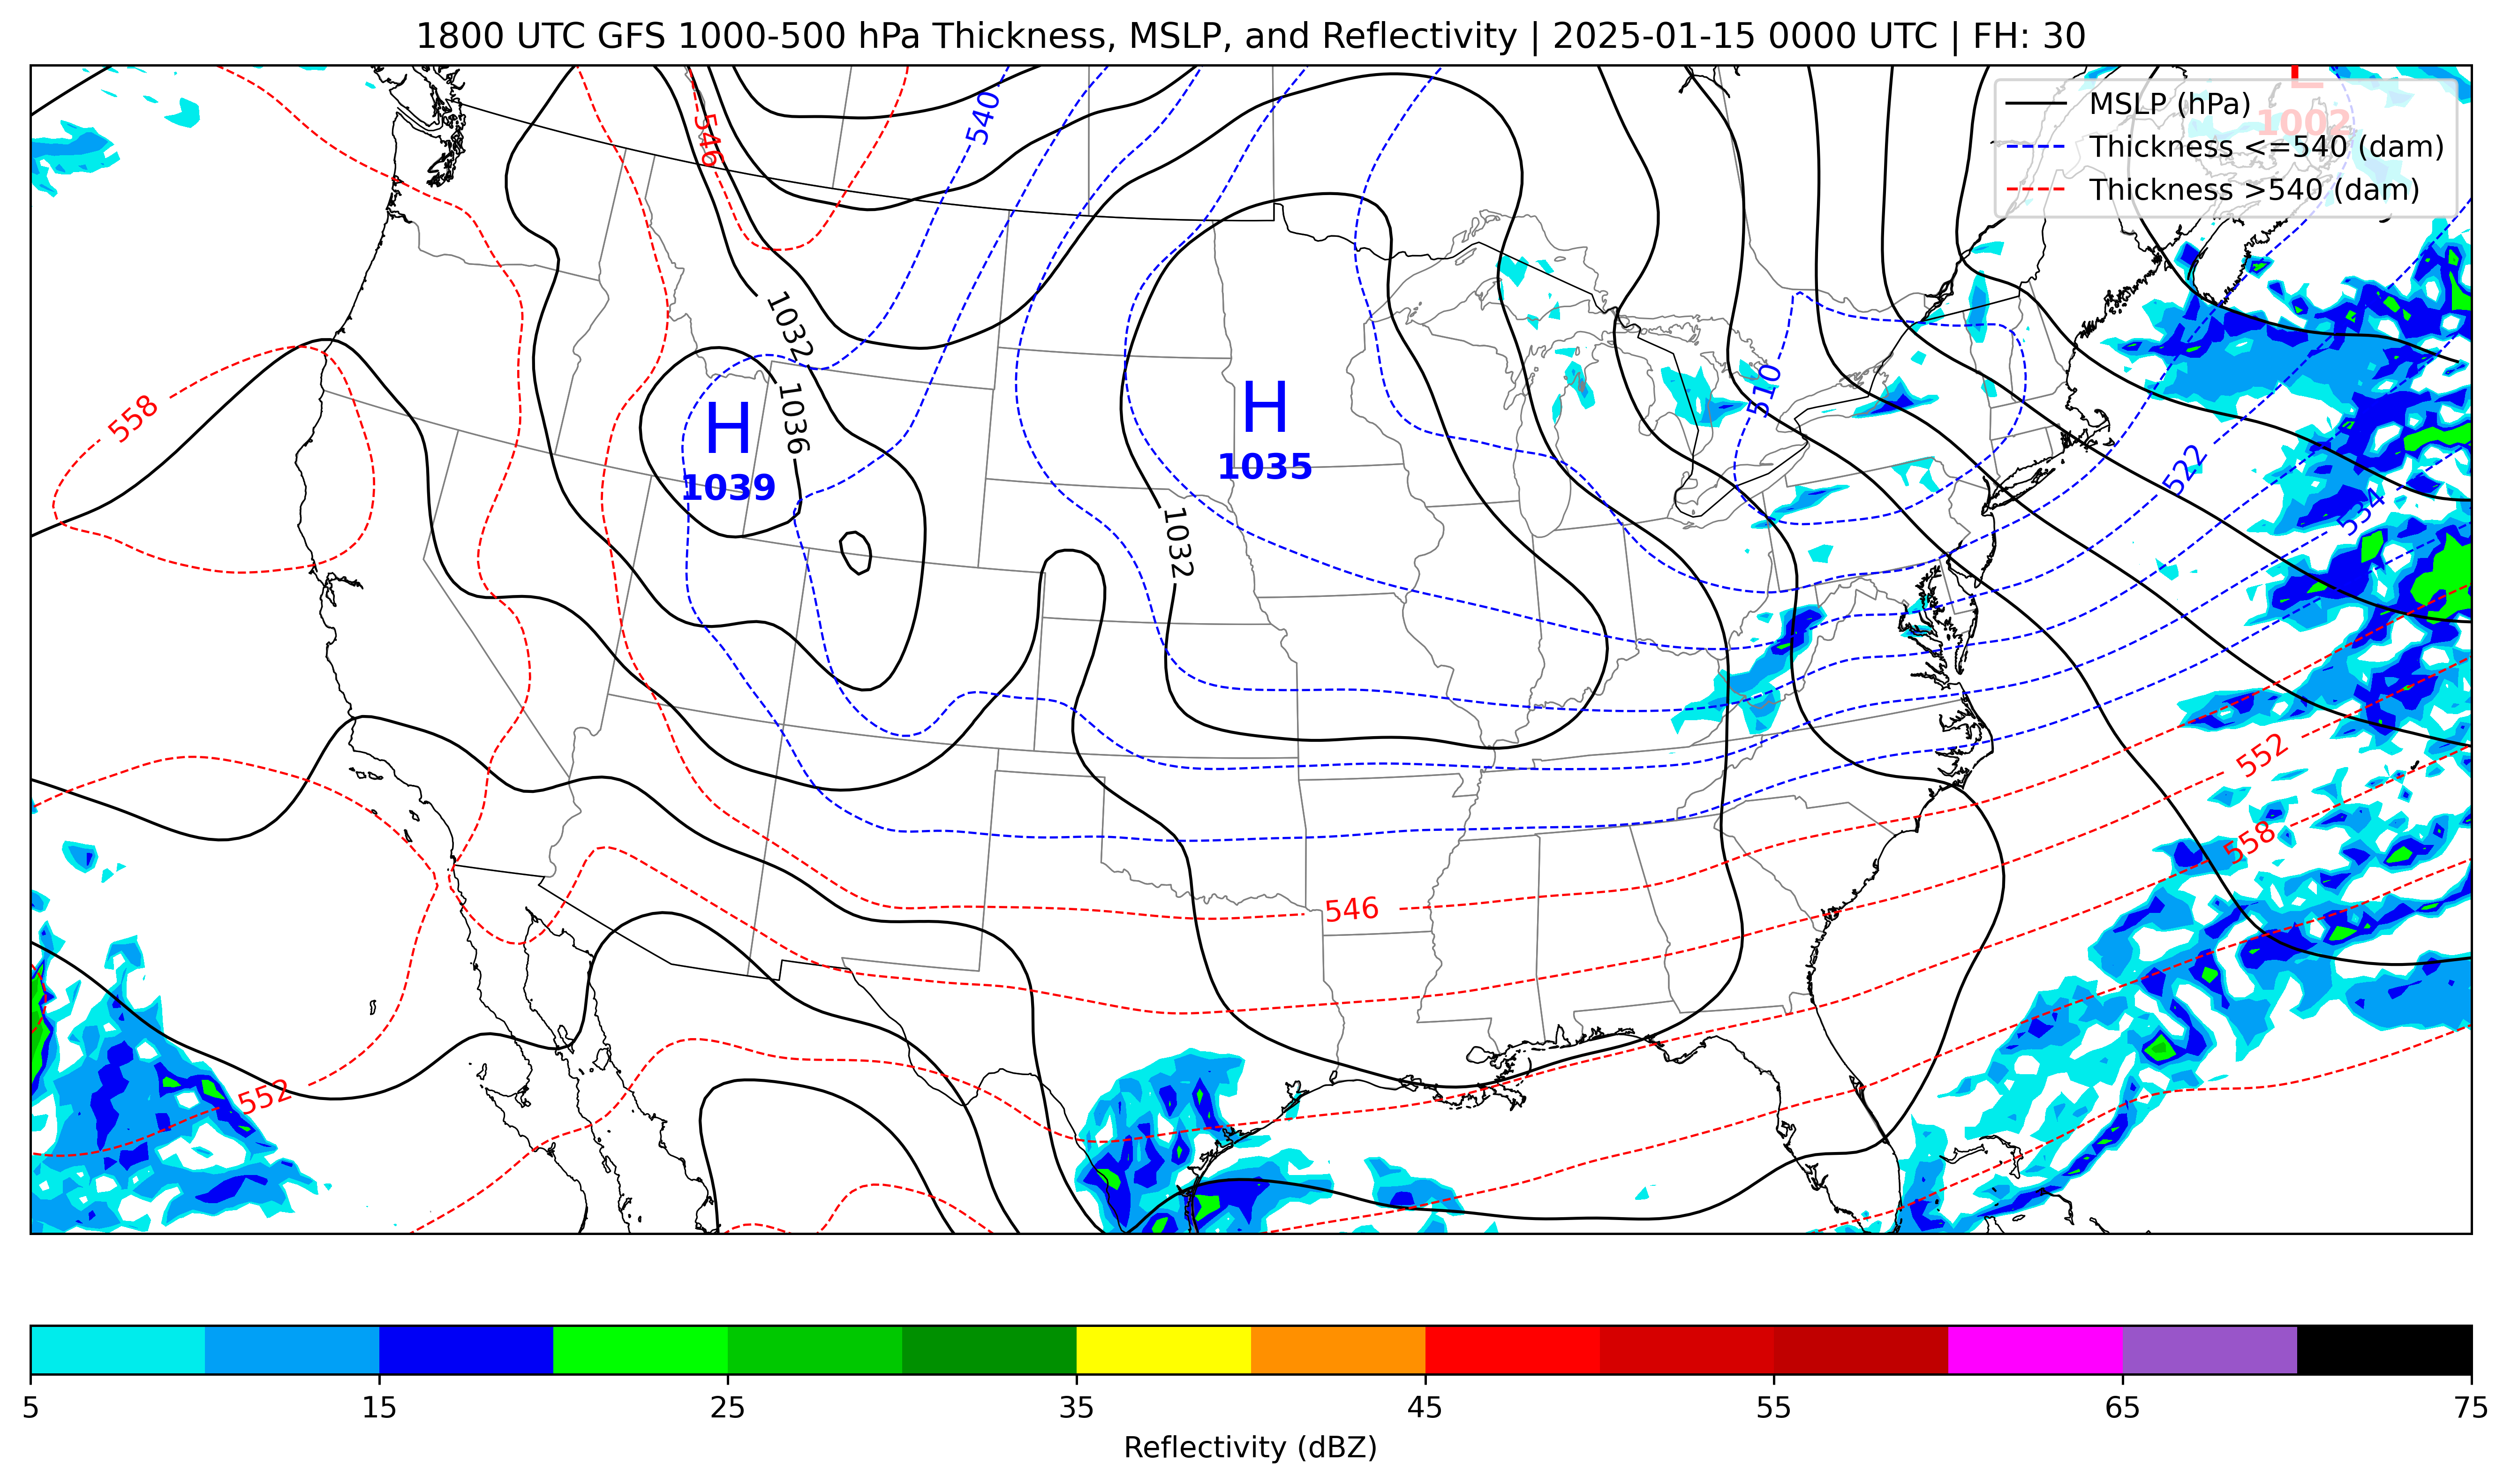 1800 UTC GFS 1000-500 hPa Thickness, MSLP, and Reflectivity | 2025-01-15 0000 UTC | FH: 30
L
1002
MSLP (hPa)
Thickness <=540 (dam)
Thickness >540 (dam)
540
546
1032
1036
H
1039
H
1035
558
510
522
534
1032
552
558
546
552
5 15 25 35 45 55 65 75
Reflectivity (dBZ)